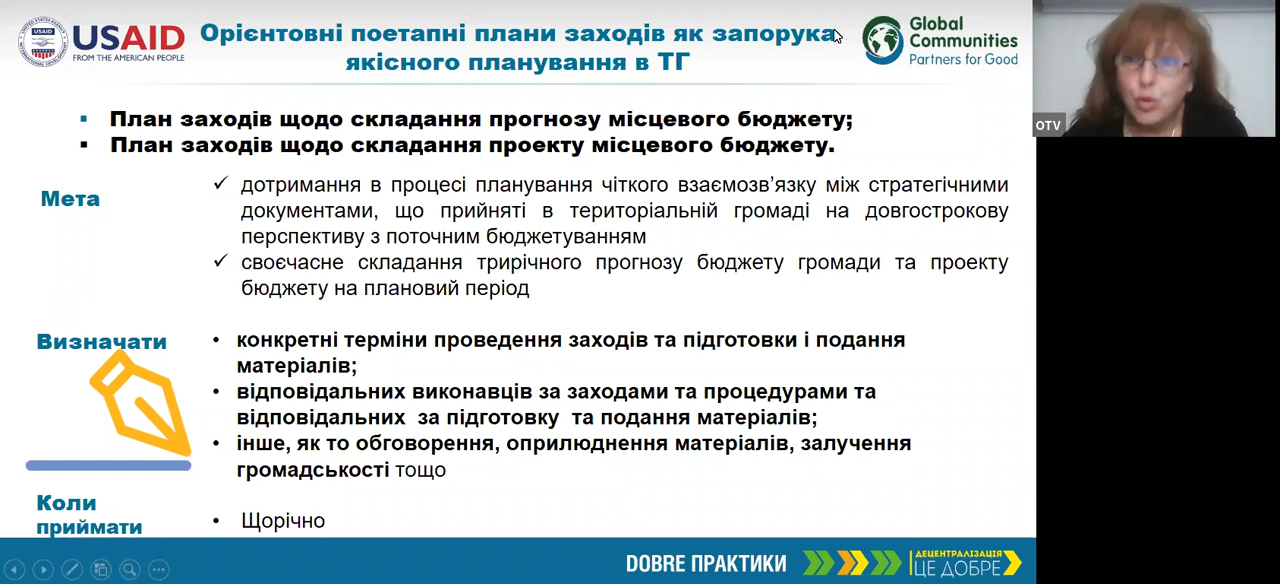 USAID
FROM THE AMERICAN PEOPLE
Орієнтовні поетапні плани заходів як запорука
якісного планування в ТГ
Global
Communities
Partners for Good
OTV
▪ План заходів щодо складання прогнозу місцевого бюджету;
▪ План заходів щодо складання проекту місцевого бюджету.
Мета
✓ дотримання в процесі планування чіткого взаємозв’язку між стратегічними
документами, що прийняті в територіальній громаді на довгострокову
перспективу з поточним бюджетуванням
✓ своєчасне складання трирічного прогнозу бюджету громади та проекту
бюджету на плановий період
Визначати
• конкретні терміни проведення заходів та підготовки і подання
матеріалів;
• відповідальних виконавців за заходами та процедурами та
відповідальних за підготовку та подання матеріалів;
• інше, як то обговорення, оприлюднення матеріалів, залучення
громадськості тощо
Коли
приймати
• Щорічно
DOBRE ПРАКТИКИ
ДЕЦЕНТРАЛІЗАЦІЯ
ЦЕ ДОБРЕ